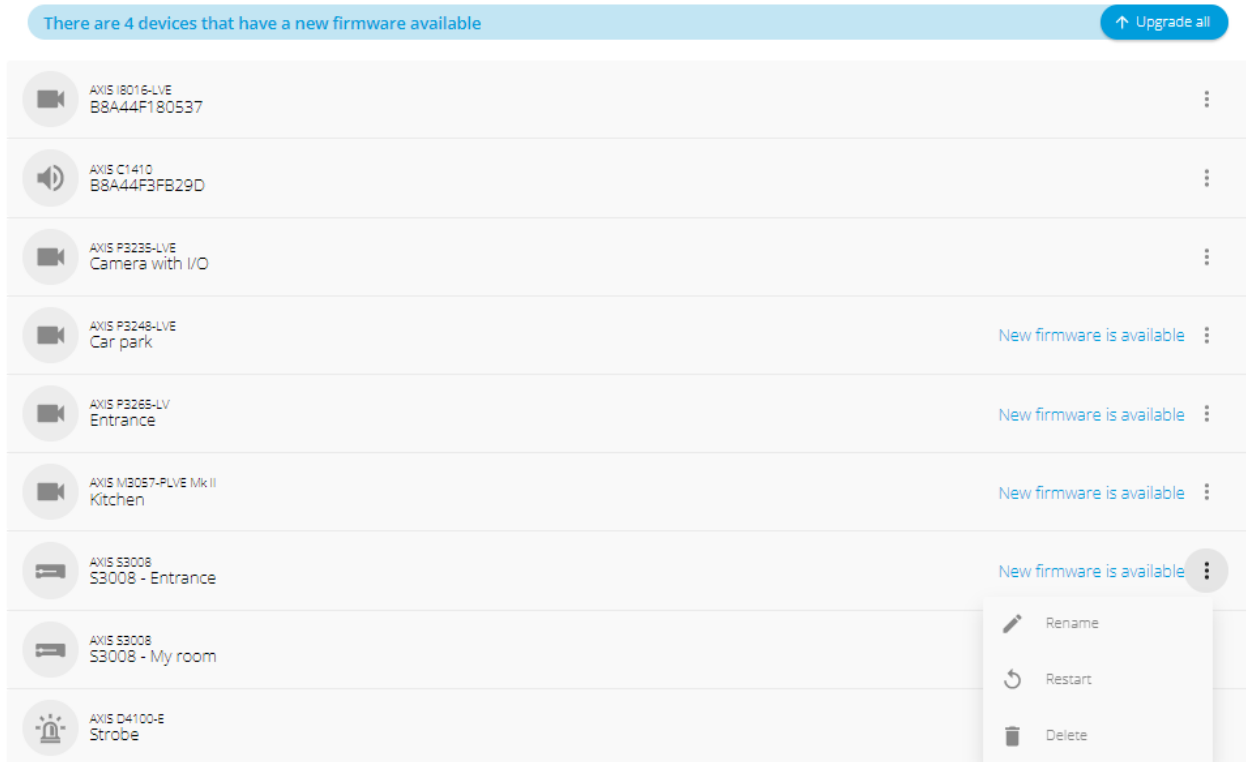 There are 4 devices that have a new firmware available
Upgrade all
AXIS I8016-LVE
B8A44F180537
AXIS C1410
B8A44F3FB29D
AXIS P3235-LVE
Camera with I/O
AXIS P3248-LVE
Car park
New firmware is available
AXIS P3265-LV
Entrance
New firmware is available
AXIS M3057-PLVE Mk II
Kitchen
New firmware is available
AXIS S3008
S3008 - Entrance
New firmware is available
Rename
AXIS S3008
S3008 - My room
Restart
AXIS D4100-E
Strobe
Delete